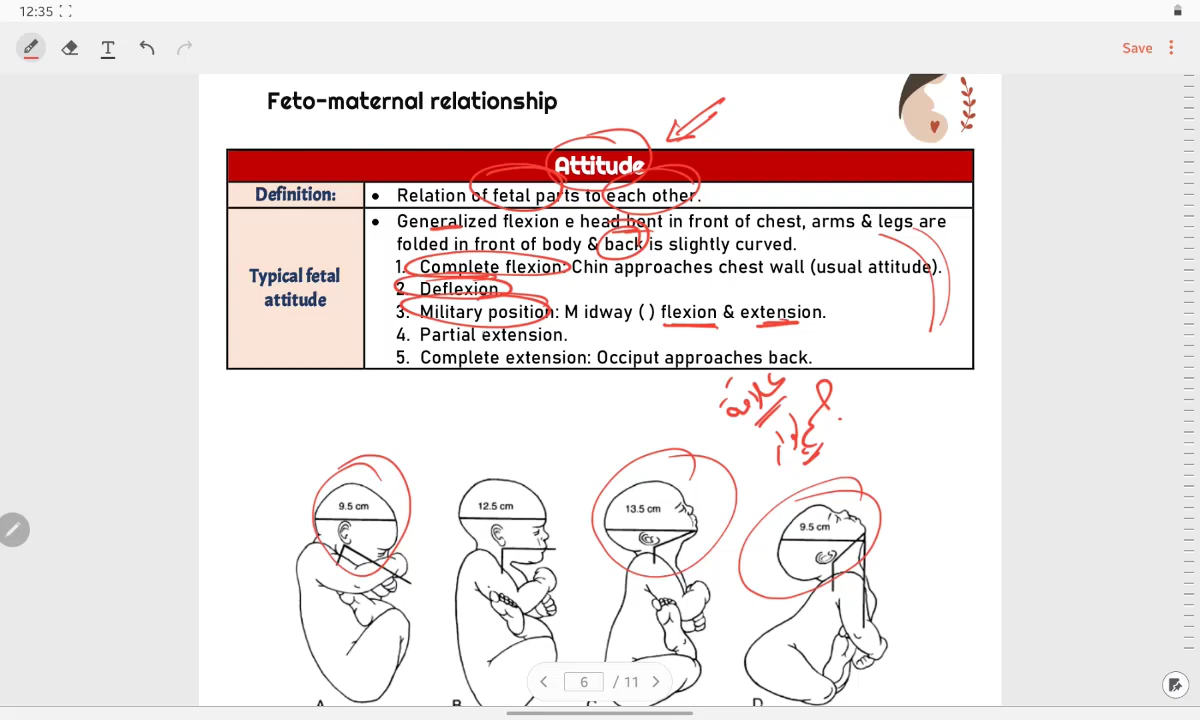 12:35
Save
Feto-maternal relationship
Attitude
Definition:
• Relation of fetal parts to each other.
Typical fetal attitude
• Generalized flexion e head bent in front of chest, arms & legs are
folded in front of body & back is slightly curved.
1. Complete flexion: Chin approaches chest wall (usual attitude).
2. Deflexion
3. Military position: M idway ( ) flexion & extension.
4. Partial extension.
5. Complete extension: Occiput approaches back.
9.5 cm
12.5 cm
13.5 cm
9.5 cm
A B C D
6 / 11